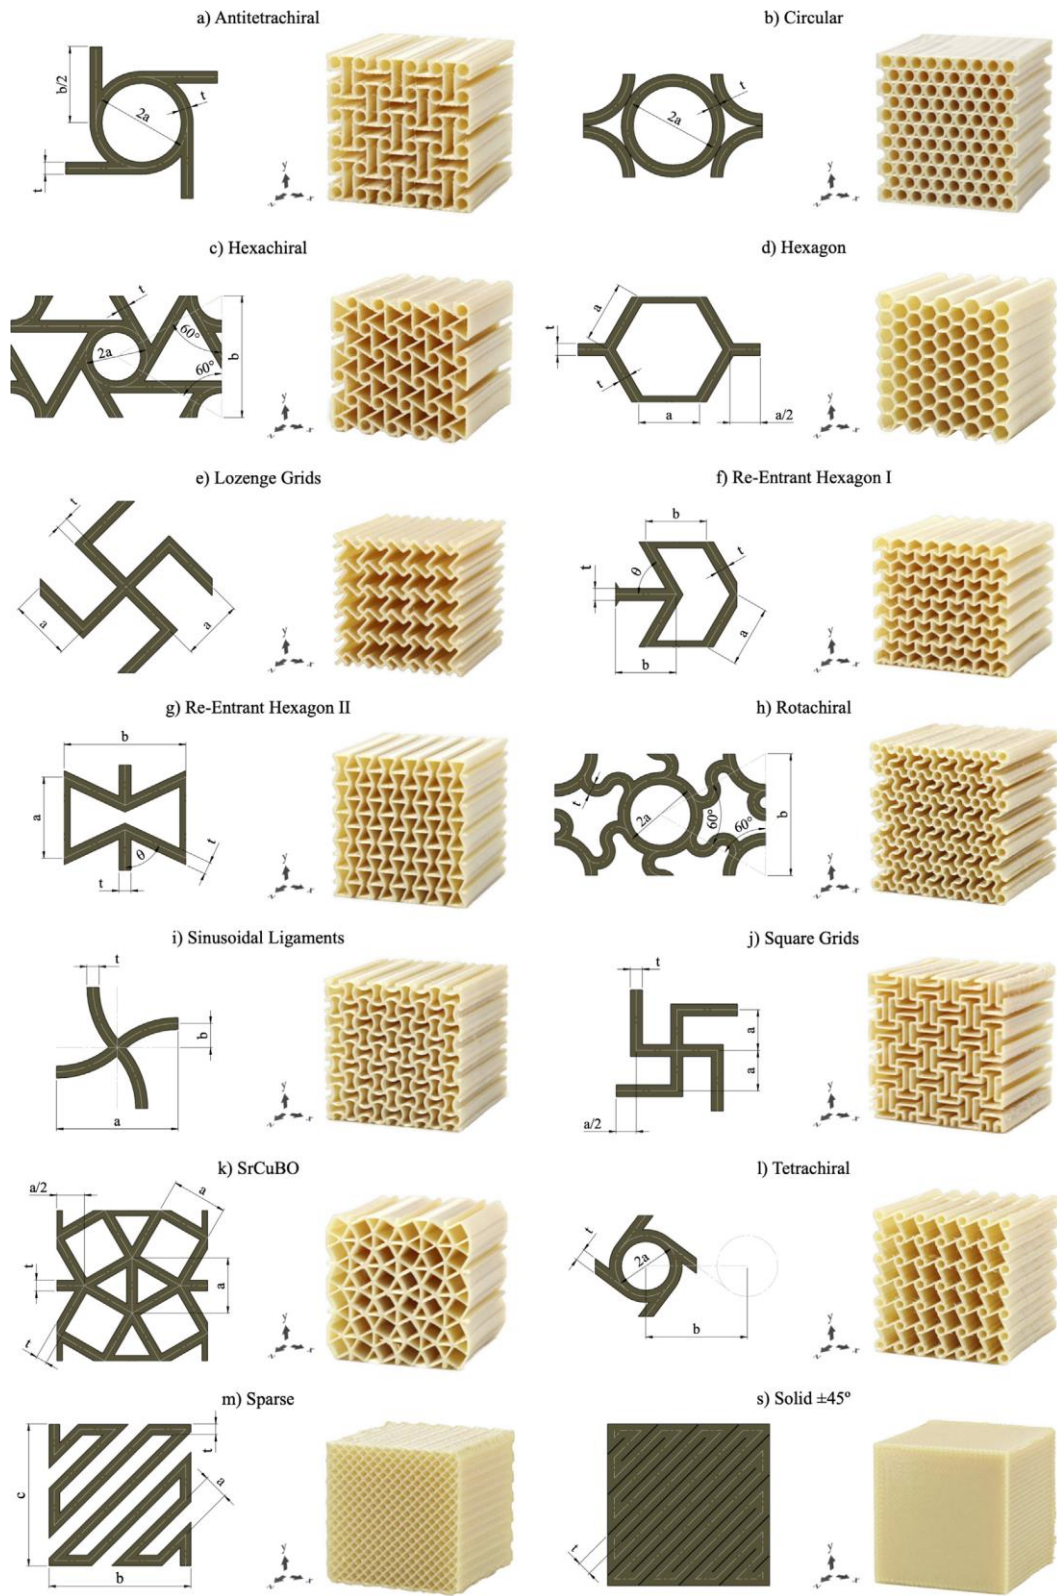 a) Antitetrachiral
b/2
t
2a
t
y
z
x
b) Circular
t
2a
y
z
x
c) Hexachiral
t
2a
60°
60°
b
y
z
x
d) Hexagon
a
t
t
a
a/2
y
z
x
e) Lozenge Grids
t
a
a
y
z
x
f) Re-Entrant Hexagon I
b
t
θ
t
b
a
y
z
x
g) Re-Entrant Hexagon II
b
a
θ
t
t
y
z
x
h) Rotachiral
t
2a
60°
60°
b
y
z
x
i) Sinusoidal Ligaments
t
b
a
y
z
x
j) Square Grids
t
a
a
a/2
y
z
x
k) SrCuBO
a/2
a
t
a
t
y
z
x
l) Tetrachiral
t
2a
b
y
z
x
m) Sparse
t
c
a
b
y
z
x
s) Solid ±45º
t
y
z
x